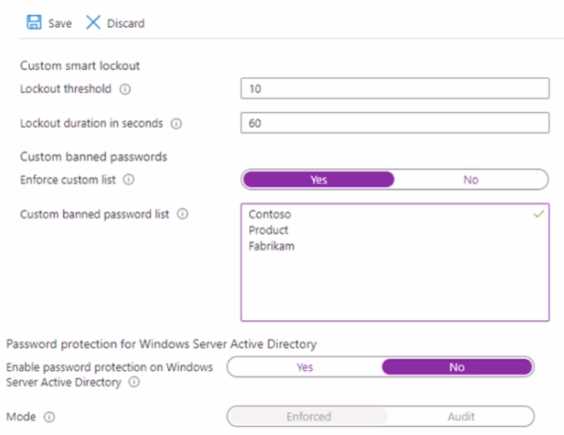 Save Discard
Custom smart lockout
Lockout threshold 10
Lockout duration in seconds 60
Custom banned passwords
Enforce custom list Yes No
Custom banned password list Contoso
Product
Fabrikam
Password protection for Windows Server Active Directory
Enable password protection on Windows Yes No
Server Active Directory
Mode Enforced Audit